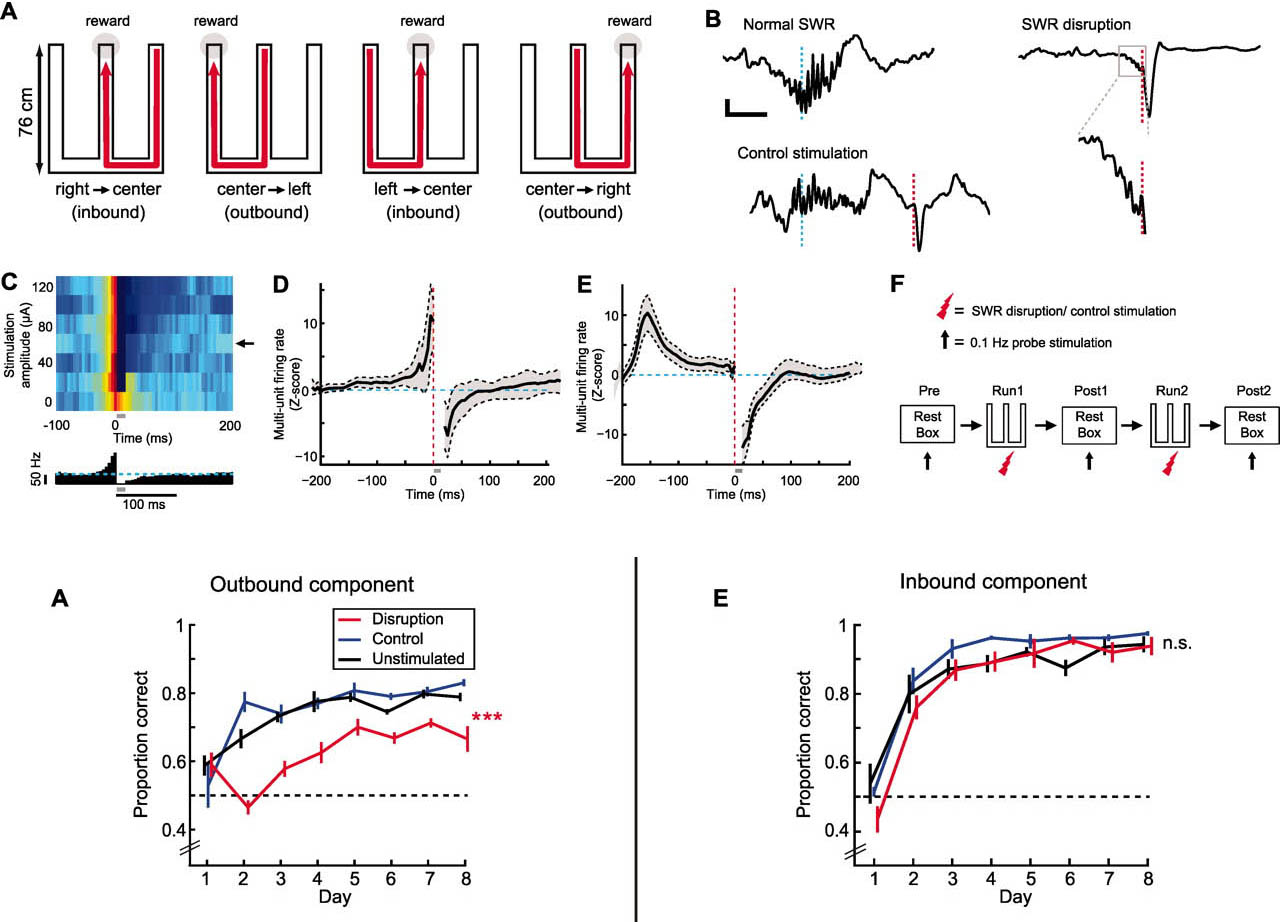 A
reward
reward
reward
reward
76 cm
right → center
(inbound)
center → left
(outbound)
left → center
(inbound)
center → right
(outbound)
B
Normal SWR
SWR disruption
Control stimulation
C
Stimulation
amplitude (µA)
120
80
40
0
-100
0
200
Time (ms)
50 Hz
100 ms
D
Multi-unit firing rate
(Z-score)
10
0
−10
−200
−100
0
100
200
Time (ms)
E
Multi-unit firing rate
(Z-score)
10
0
−10
−200
−100
0
100
200
Time (ms)
F
= SWR disruption/ control stimulation
= 0.1 Hz probe stimulation
Pre
Run1
Post1
Run2
Post2
Rest
Box
Rest
Box
Rest
Box
A
Outbound component
Disruption
Control
Unstimulated
Proportion correct
1
0.8
0.6
0.4
***
1 2 3 4 5 6 7 8
Day
E
Inbound component
Proportion correct
1
0.8
0.6
0.4
n.s.
1 2 3 4 5 6 7 8
Day